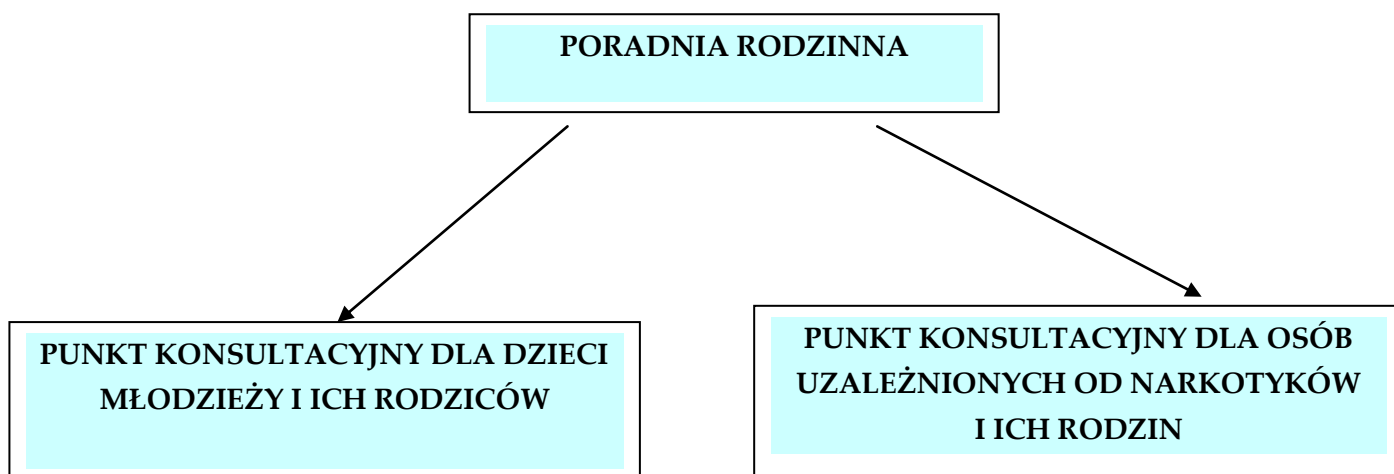 PORADNIA RODZINNA
PUNKT KONSULTACYJNY DLA DZIECI
MŁODZIEŻY I ICH RODZICÓW
PUNKT KONSULTACYJNY DLA OSÓB
UZALEŻNIONYCH OD NARKOTYKÓW
I ICH RODZIN